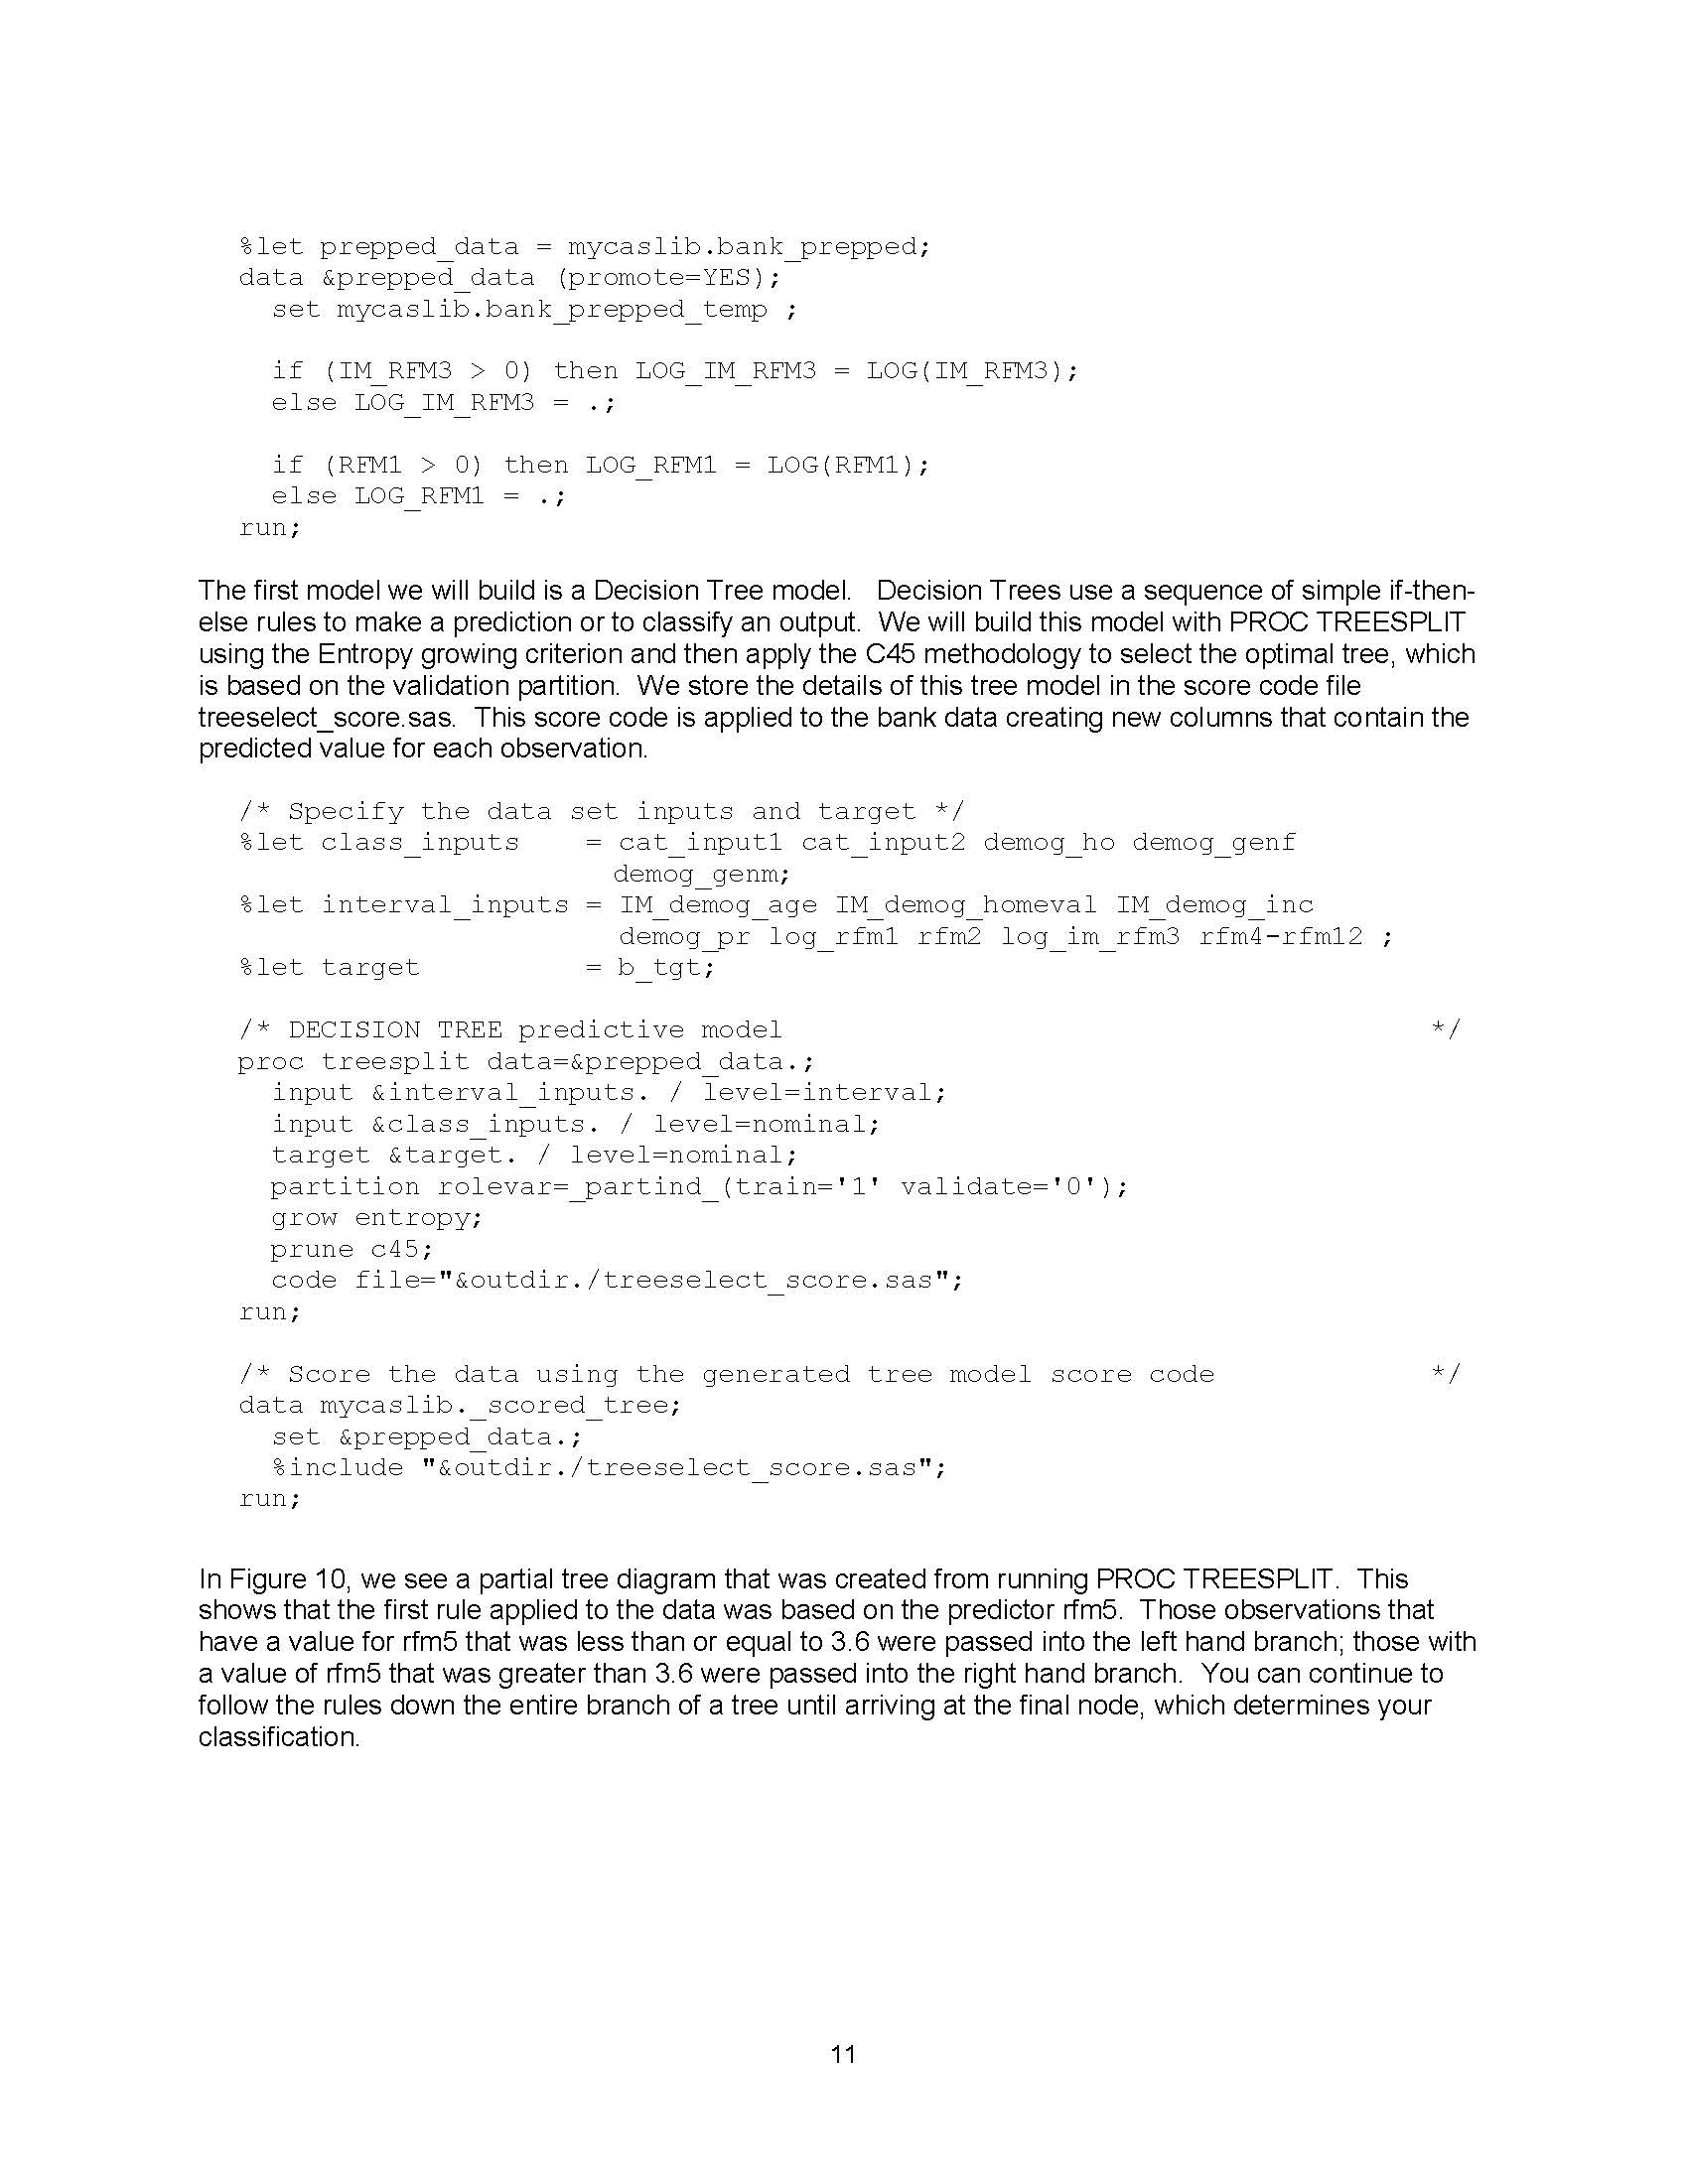 %let prepped_data = mycaslib.bank_prepped;
data &prepped_data (promote=YES);
set mycaslib.bank_prepped_temp ;
if (IM_RFM3 > 0) then LOG_IM_RFM3 = LOG(IM_RFM3);
else LOG_IM_RFM3 = .;
if (RFM1 > 0) then LOG_RFM1 = LOG(RFM1);
else LOG_RFM1 = .;
run;
The first model we will build is a Decision Tree model.   Decision Trees use a sequence of simple if-then-
else rules to make a prediction or to classify an output.  We will build this model with PROC TREESPLIT
using the Entropy growing criterion and then apply the C45 methodology to select the optimal tree, which
is based on the validation partition.  We store the details of this tree model in the score code file
treeselect_score.sas.  This score code is applied to the bank data creating new columns that contain the
predicted value for each observation.
/* Specify the data set inputs and target */
%let class_inputs    = cat_input1 cat_input2 demog_ho demog_genf
demog_genm;
%let interval_inputs = IM_demog_age IM_demog_homeval IM_demog_inc
demog_pr log_rfm1 rfm2 log_im_rfm3 rfm4-rfm12 ;
%let target          = b_tgt;
/* DECISION TREE predictive model                                       */
proc treesplit data=&prepped_data.;
input &interval_inputs. / level=interval;
input &class_inputs. / level=nominal;
target &target. / level=nominal;
partition rolevar=_partind_(train='1' validate='0');
grow entropy;
prune c45;
code file="&outdir./treeselect_score.sas";
run;
/* Score the data using the generated tree model score code             */
data mycaslib._scored_tree;
set &prepped_data.;
%include "&outdir./treeselect_score.sas";
run;
In Figure 10, we see a partial tree diagram that was created from running PROC TREESPLIT.  This
shows that the first rule applied to the data was based on the predictor rfm5.  Those observations that
have a value for rfm5 that was less than or equal to 3.6 were passed into the left hand branch; those with
a value of rfm5 that was greater than 3.6 were passed into the right hand branch.  You can continue to
follow the rules down the entire branch of a tree until arriving at the final node, which determines your
classification.
11